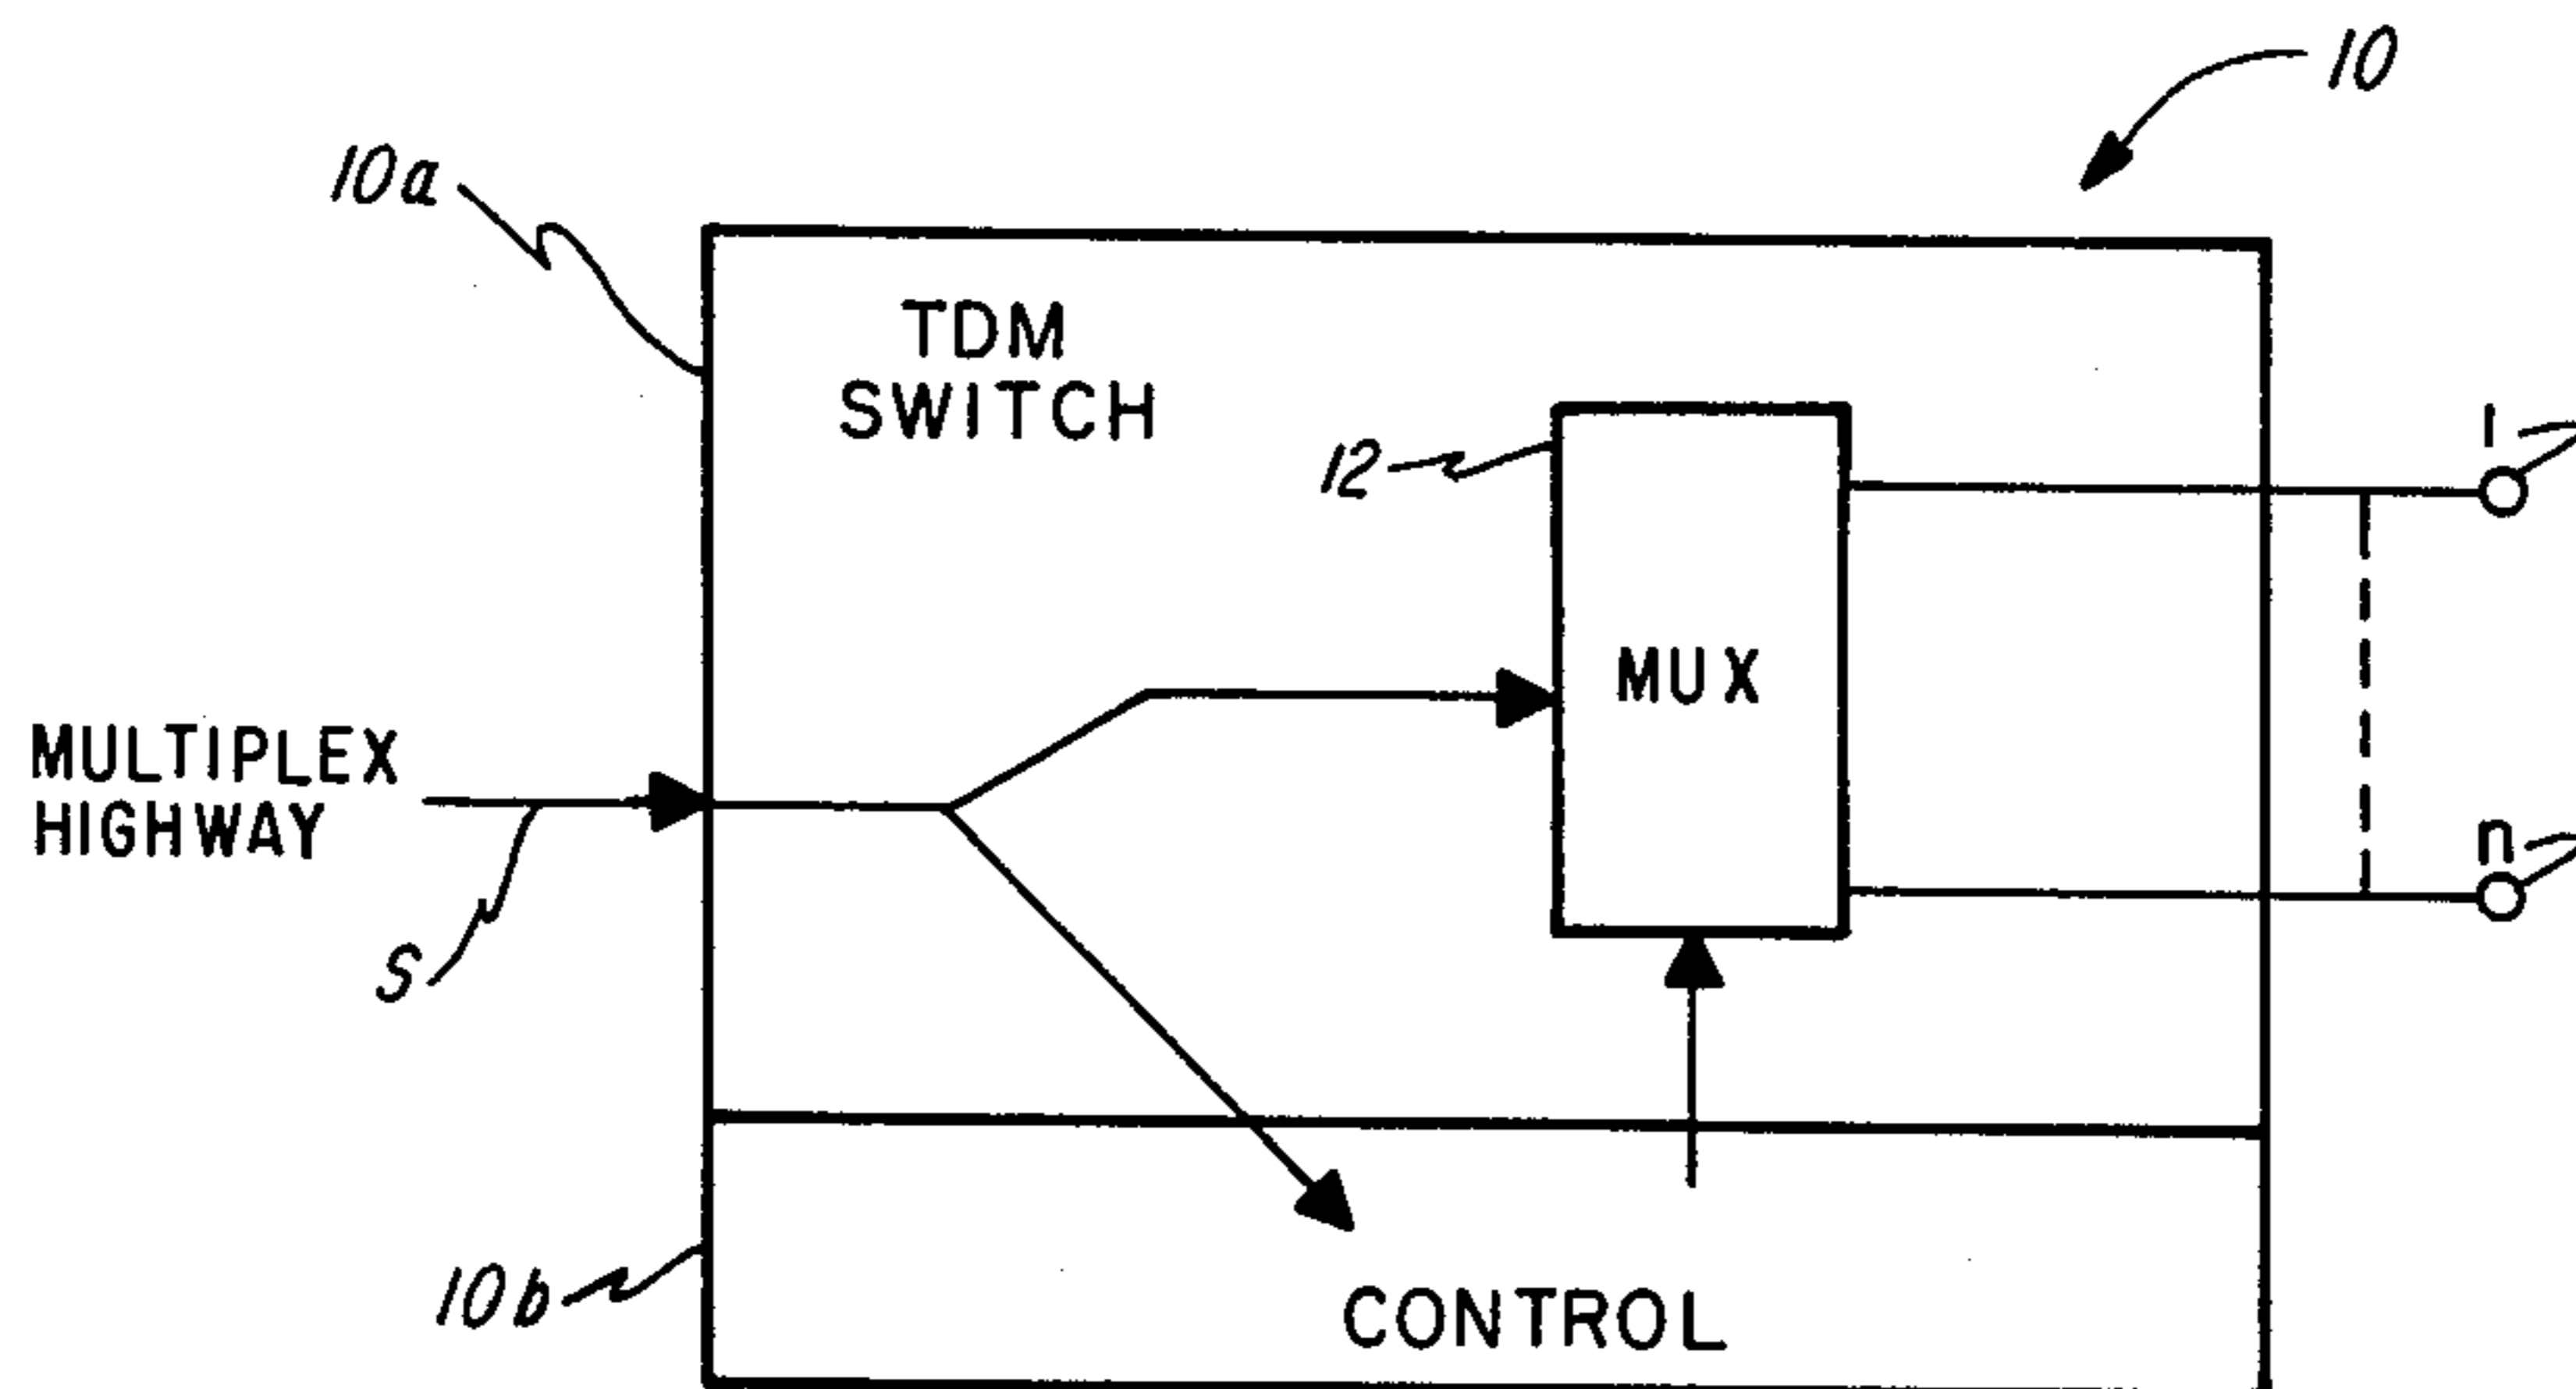 10
10a
TDM
SWITCH
1
12
MUX
MULTIPLEX
HIGHWAY
n
S
10b
CONTROL